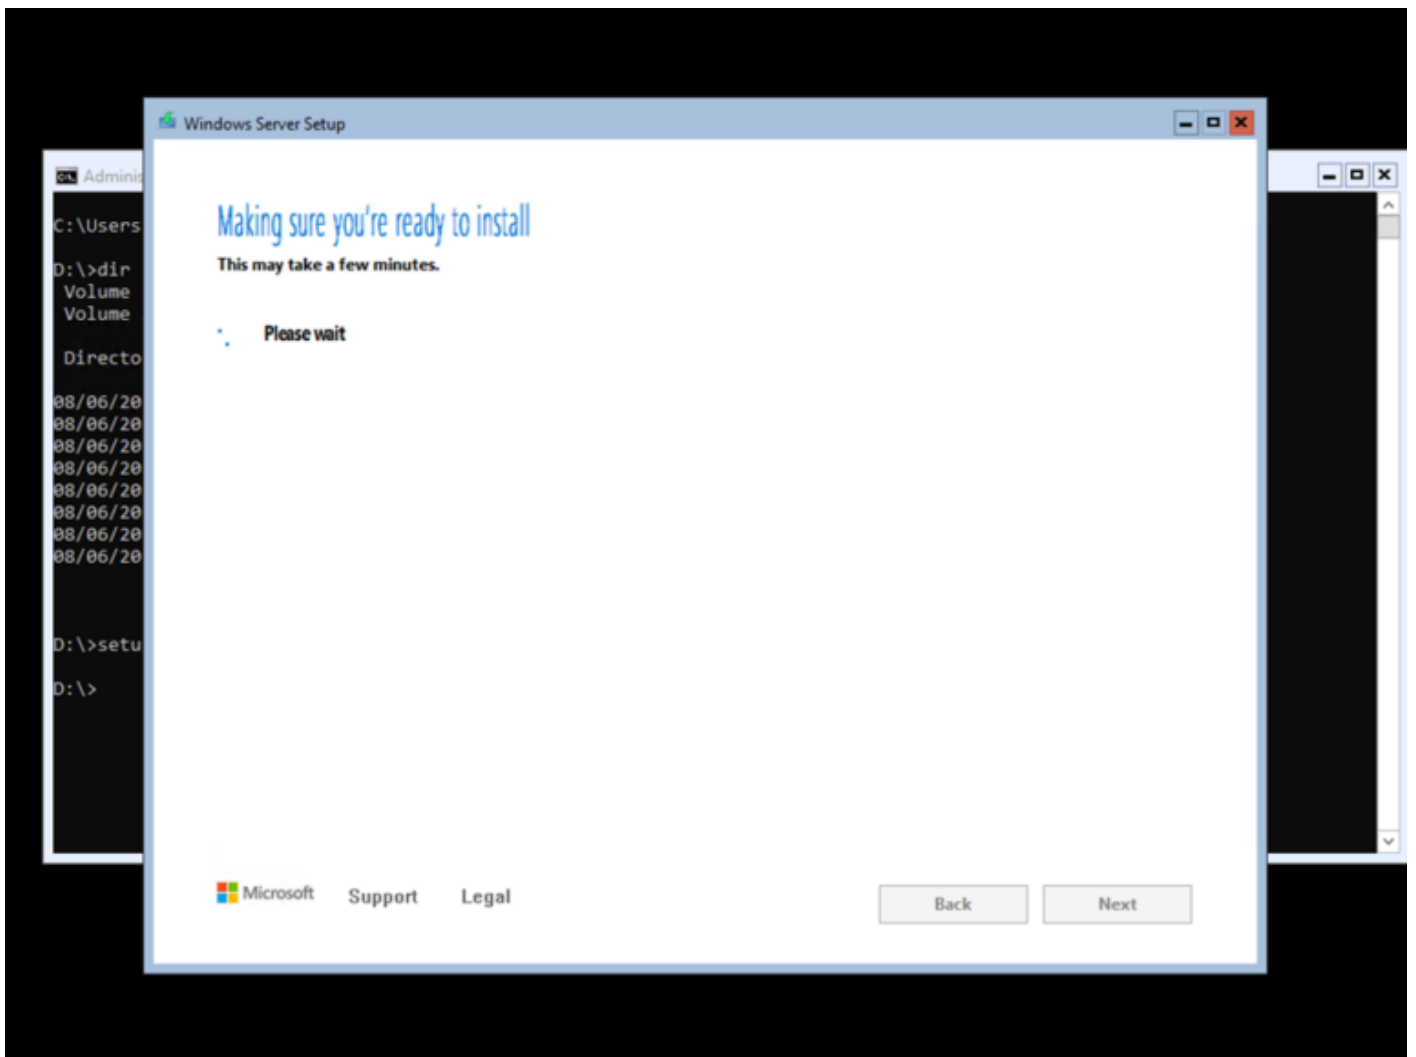 Windows Server Setup
Adminis
C:\Users
D:\>dir
Volume
Volume
Directo
08/06/20
08/06/20
08/06/20
08/06/20
08/06/20
08/06/20
08/06/20
08/06/20
D:\>setu
D:\>
Making sure you're ready to install
This may take a few minutes.
Please wait
Microsoft Support Legal
Back Next